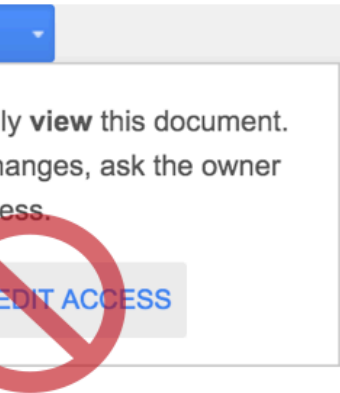 ly view this document.
hanges, ask the owner
ess.
EDIT ACCESS